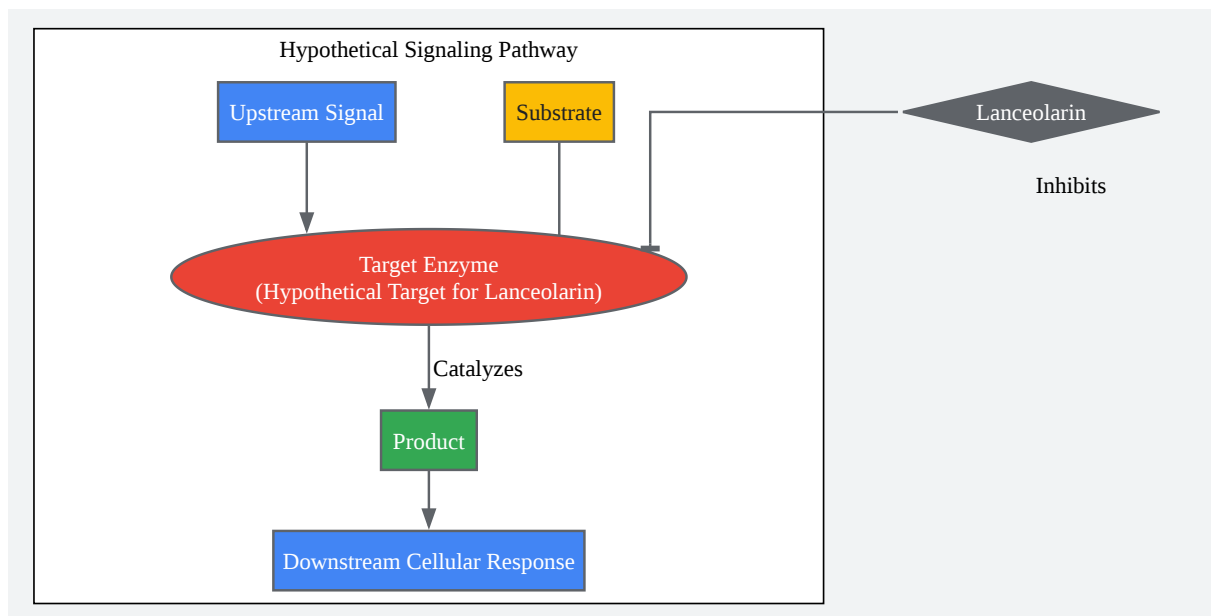 Hypothetical Signaling Pathway
Upstream Signal
Substrate
Lanceolarin
Inhibits
Target Enzyme
(Hypothetical Target for Lanceolarin)
Catalyzes
Product
Downstream Cellular Response